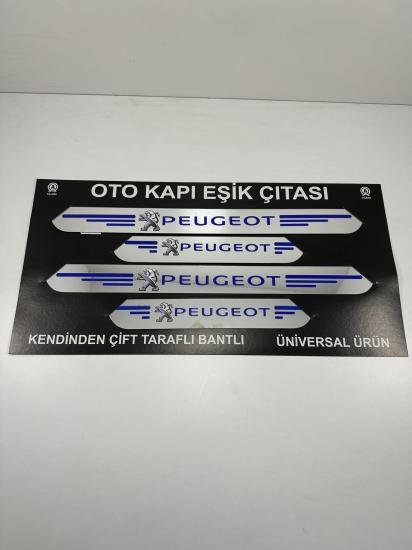 OTO KAPI EŞİK ÇITASI
PEUGEOT
PEUGEOT
PEUGEOT
PEUGEOT
KENDİNDEN ÇİFT TARAFLI BANTLI ÜNİVERSAL ÜRÜN